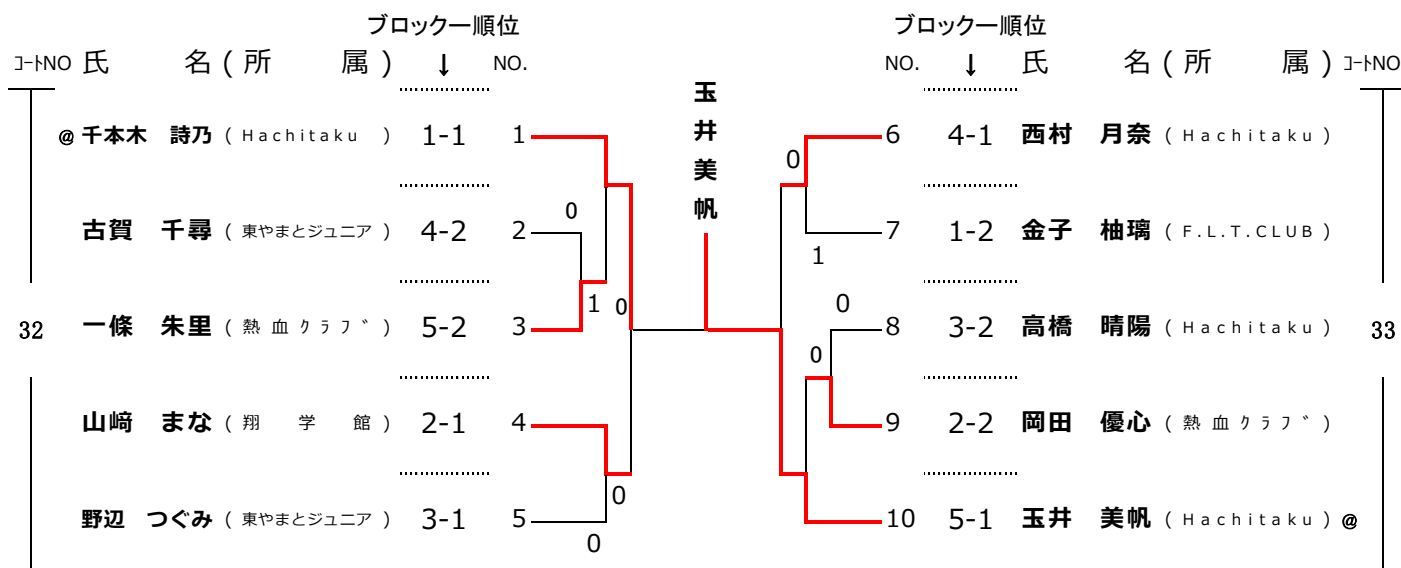 ブロックー順位 ブロックー順位
コートNO 氏 名 ( 所 属 ) ↓ NO. NO. ↓ 氏 名 ( 所 属 ) コートNO
玉井美帆
@ 千本木 詩乃 ( Hachitaku ) 1-1 1 6 4-1 西村 月奈 ( Hachitaku )
0
古賀 千尋 ( 東やまとジュニア ) 4-2 2 0 7 1-2 金子 柚璃 ( F.L.T.CLUB )
1
1 0 0
32 一條 朱里 ( 熱血クラブ ) 5-2 3 8 3-2 高橋 晴陽 ( Hachitaku ) 33
0
山﨑 まな ( 翔学館 ) 2-1 4 9 2-2 岡田 優心 ( 熱血クラブ )
0
野辺 つぐみ ( 東やまとジュニア ) 3-1 5 10 5-1 玉井 美帆 ( Hachitaku ) @
0